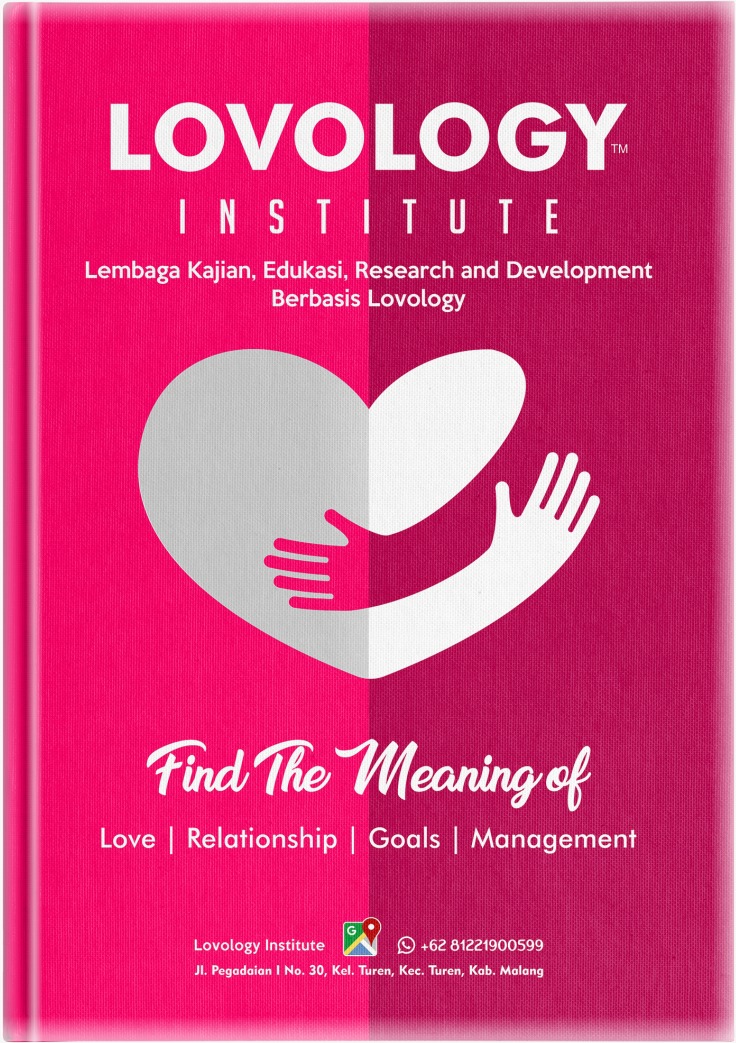 LOVOLOGY™
INSTITUTE
Lembaga Kajian, Edukasi, Research and Development
Berbasis Lovology
Find The Meaning of
Love | Relationship | Goals | Management
G
Lovology Institute +62 81221900599
Jl. Pegadaian I No. 30, Kel. Turen, Kec. Turen, Kab. Malang